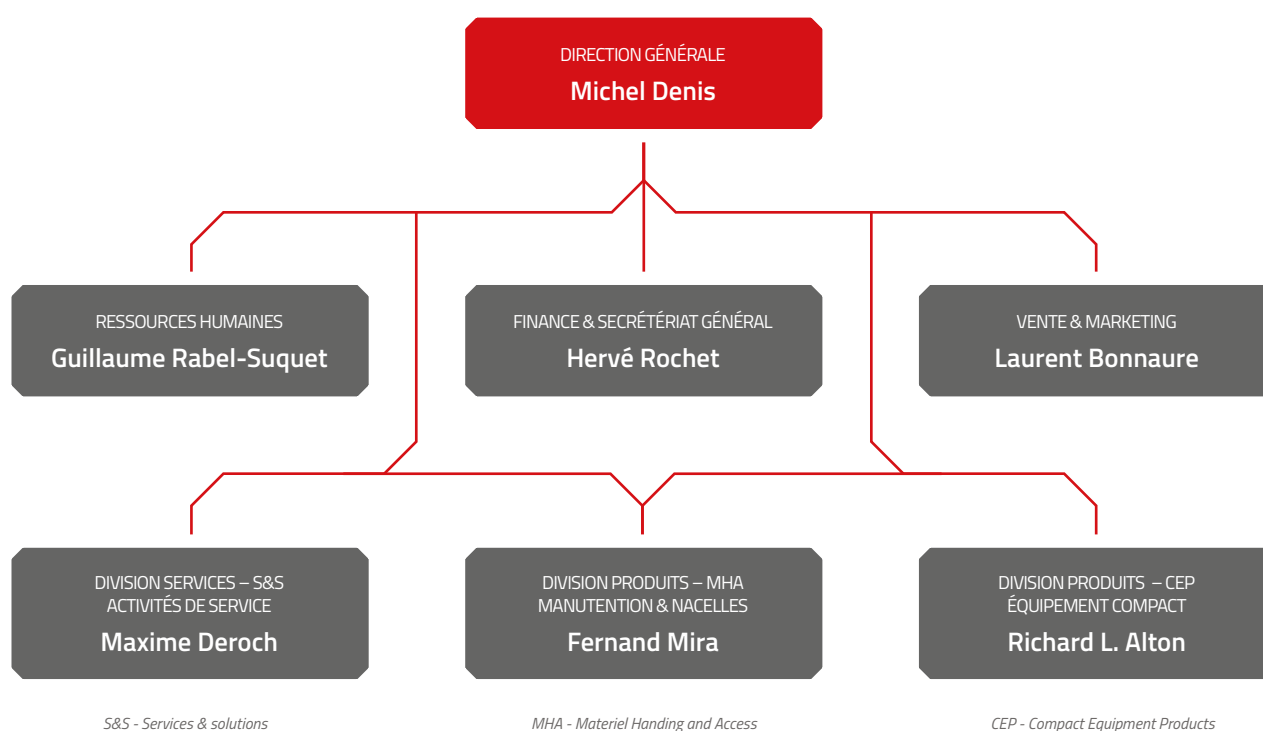 DIRECTION GÉNÉRALE
Michel Denis
RESSOURCES HUMAINES
Guillaume Rabel-Suquet
FINANCE & SECRÉTÉRIAT GÉNÉRAL
Hervé Rochet
VENTE & MARKETING
Laurent Bonnaure
DIVISION SERVICES – S&S
ACTIVITÉS DE SERVICE
Maxime Deroch
DIVISION PRODUITS – MHA
MANUTENTION & NACELLES
Fernand Mira
DIVISION PRODUITS – CEP
ÉQUIPEMENT COMPACT
Richard L. Alton
S&S - Services & solutions
MHA - Materiel Handing and Access
CEP - Compact Equipment Products